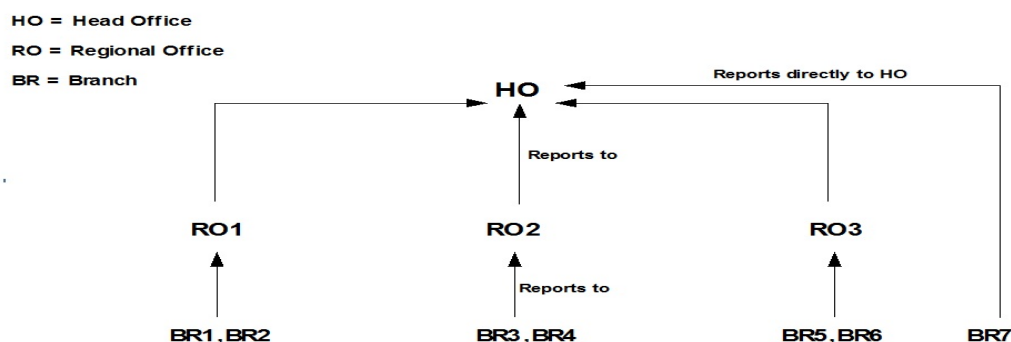 HO = Head Office
RO = Regional Office
BR = Branch
Reports directly to HO
HO
Reports to
RO1 RO2 RO3
Reports to
BR1,BR2 BR3,BR4 BR5,BR6 BR7